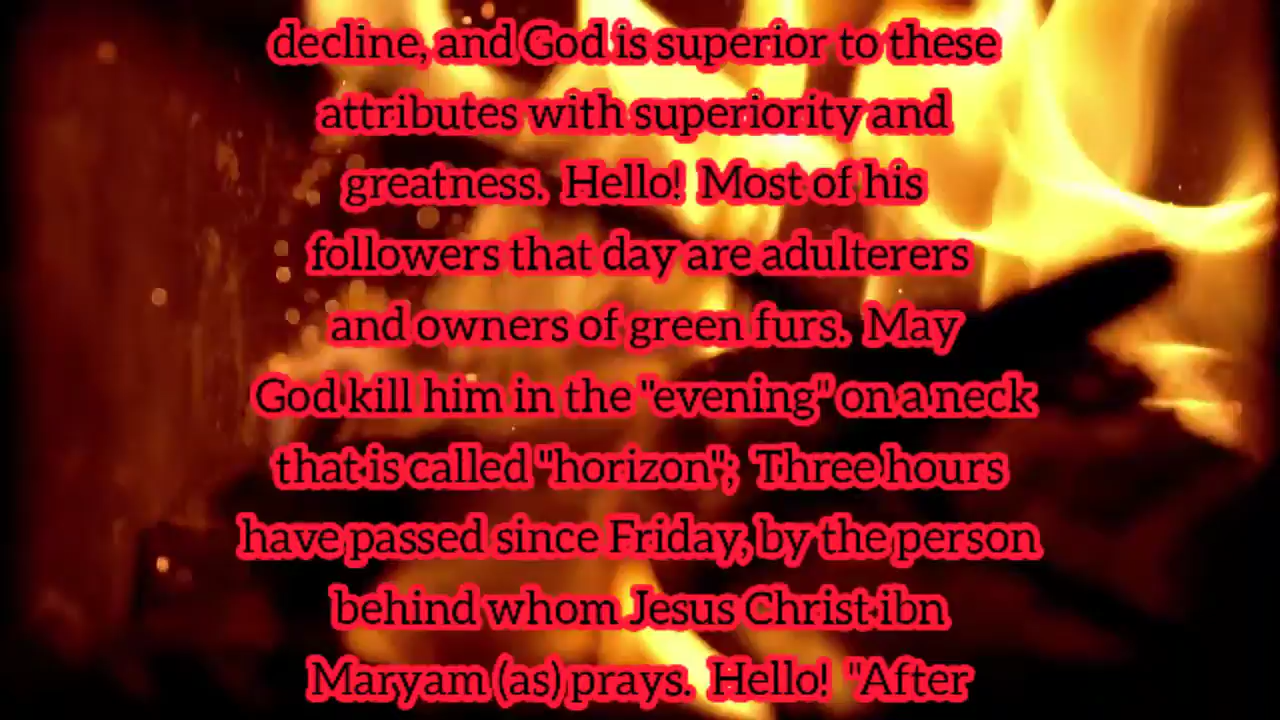 decline, and God is superior to these
attributes with superiority and
greatness. Hello! Most of his
followers that day are adulterers
and owners of green furs. May
God kill him in the "evening" on a neck
that is called "horizon"; Three hours
have passed since Friday, by the person
behind whom Jesus Christ ibn
Maryam (as) prays. Hello! "After